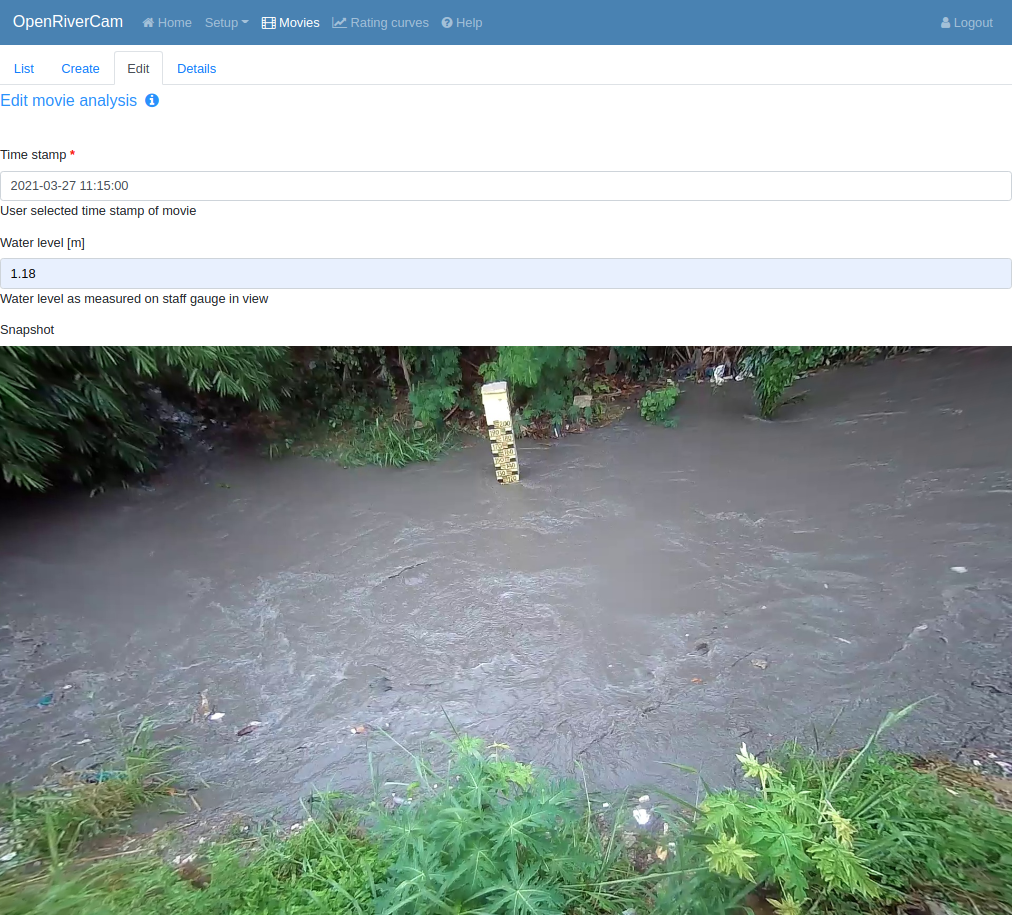 OpenRiverCam Home Setup Movies Rating curves Help Logout
List Create Edit Details
Edit movie analysis
Time stamp *
2021-03-27 11:15:00
User selected time stamp of movie
Water level [m]
1.18
Water level as measured on staff gauge in view
Snapshot